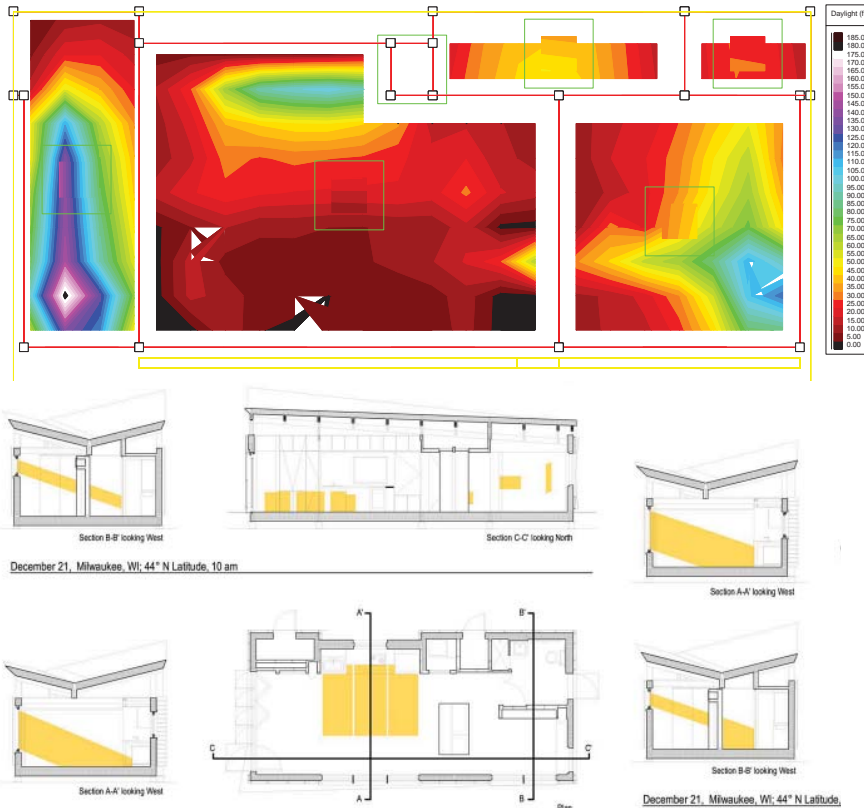 Daylight (f
185.0
180.0
175.0
170.0
165.0
160.0
155.0
150.0
145.0
140.0
135.0
130.0
125.0
120.0
115.0
110.0
105.0
100.0
95.00
90.00
85.00
80.00
75.00
70.00
65.00
60.00
55.00
50.00
45.00
40.00
35.00
30.00
25.00
20.00
15.00
10.00
5.00
0.00
Section B-B' looking West
Section C-C' looking North
December 21, Milwaukee, WI; 44° N Latitude, 10 am
Section A-A' looking West
A'
B'
C
C'
A
B
Section A-A' looking West
Section B-B' looking West
Plan
December 21, Milwaukee, WI; 44° N Latitude,